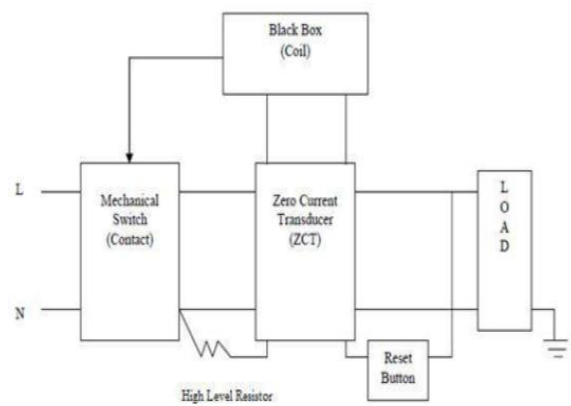 Black Box
(Coil)
L
N
Mechanical
Switch
(Contact)
Zero Current
Transducer
(ZCT)
L
O
A
D
Reset
Button
High Level Resistor